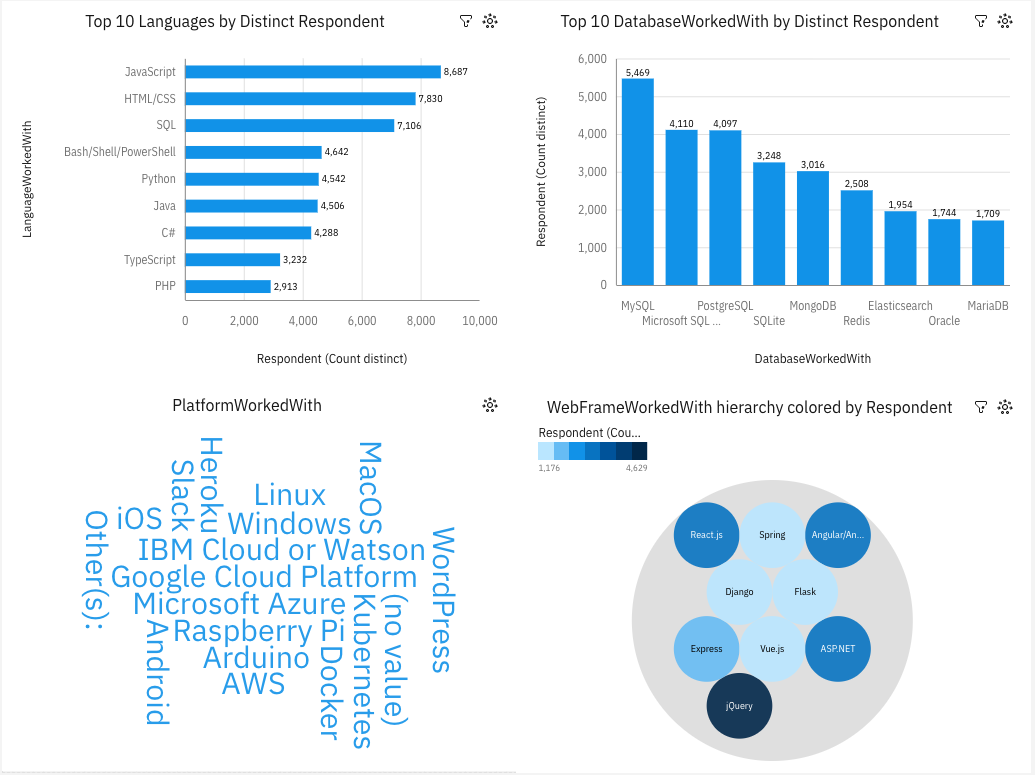 Top 10 Languages by Distinct Respondent
LanguageWorkedWith
JavaScript 8,687
HTML/CSS 7,830
SQL 7,106
Bash/Shell/PowerShell 4,642
Python 4,542
Java 4,506
C# 4,288
TypeScript 3,232
PHP 2,913
0 2,000 4,000 6,000 8,000 10,000
Respondent (Count distinct)
Top 10 DatabaseWorkedWith by Distinct Respondent
Respondent (Count distinct)
6,000
5,000
4,000
3,000
2,000
1,000
0
5,469
4,110
4,097
3,248
3,016
2,508
1,954
1,744
1,709
MySQL PostgreSQL MongoDB Elasticsearch MariaDB
Microsoft SQL ... SQLite Redis Oracle
DatabaseWorkedWith
PlatformWorkedWith
Heroku
Slack
MacOS
Linux
iOS
Windows
Other(s):
IBM Cloud or Watson
WordPress
Google Cloud Platform
Microsoft Azure
Kubernetes
(no value)
Android
Raspberry Pi
Arduino
Docker
AWS
WebFrameWorkedWith hierarchy colored by Respondent
Respondent (Cou...
1,176 4,629
React.js Spring Angular/An...
Django Flask
Express Vue.js ASP.NET
jQuery